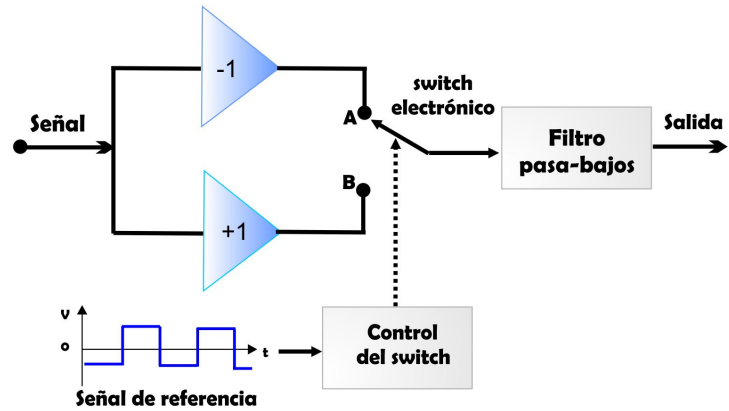 -1
switch
electrónico
A
Señal
Filtro
pasa-bajos
Salida
B
+1
V
o
t
Control
del switch
Señal de referencia